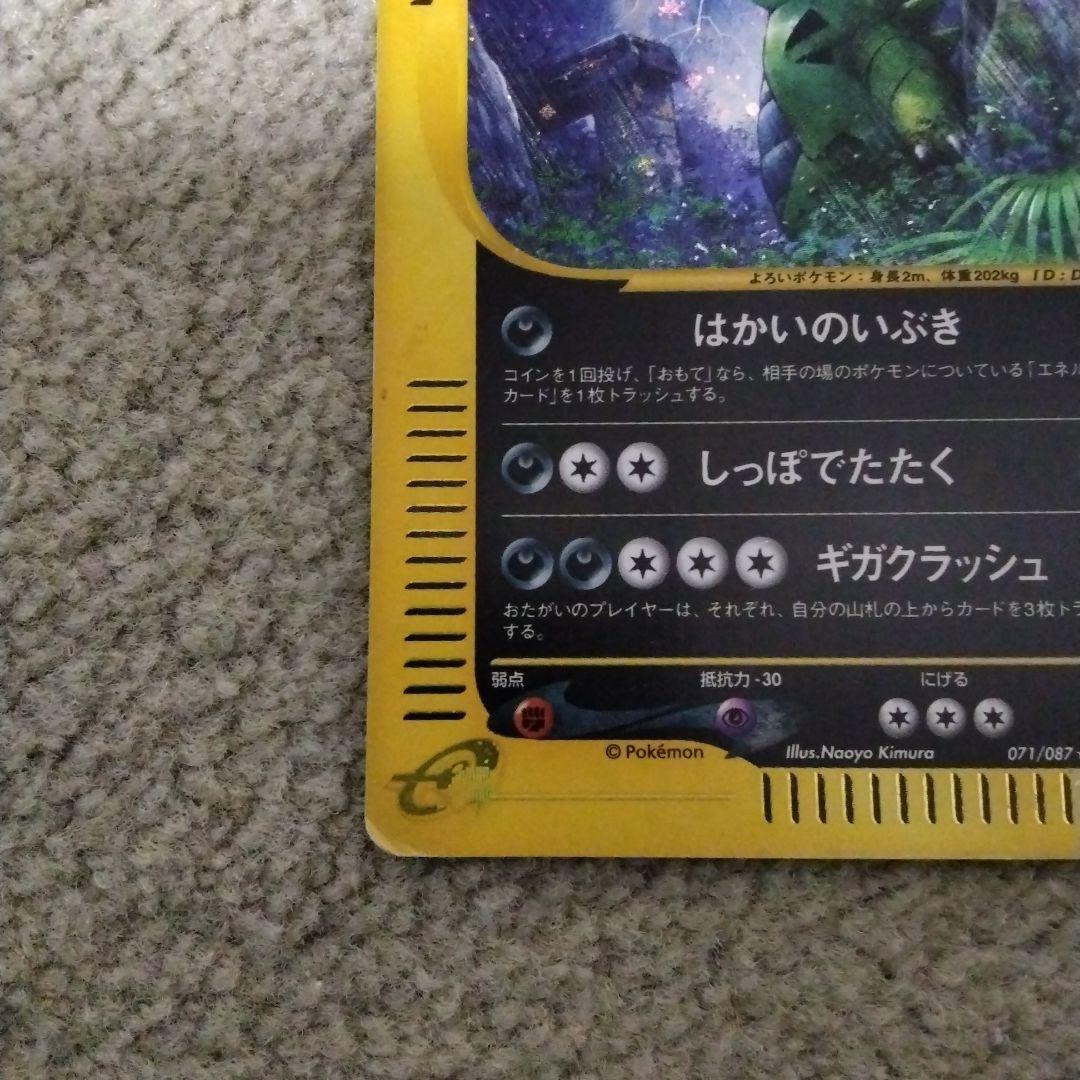 よろいポケモン：身長2m、体重202kg ID:D
はかいのいぶき
コインを1回投げ、「おもて」なら、相手の場のポケモンについている「エネル
カード」を1枚トラッシュする。
しっぽでたたく
ギガクラッシュ
おたがいのプレイヤーは、それぞれ、自分の山札の上からカードを3枚トラ
する。
弱点 抵抗力-30 にげる
© Pokémon Illus.Naoyo Kimura 071/087